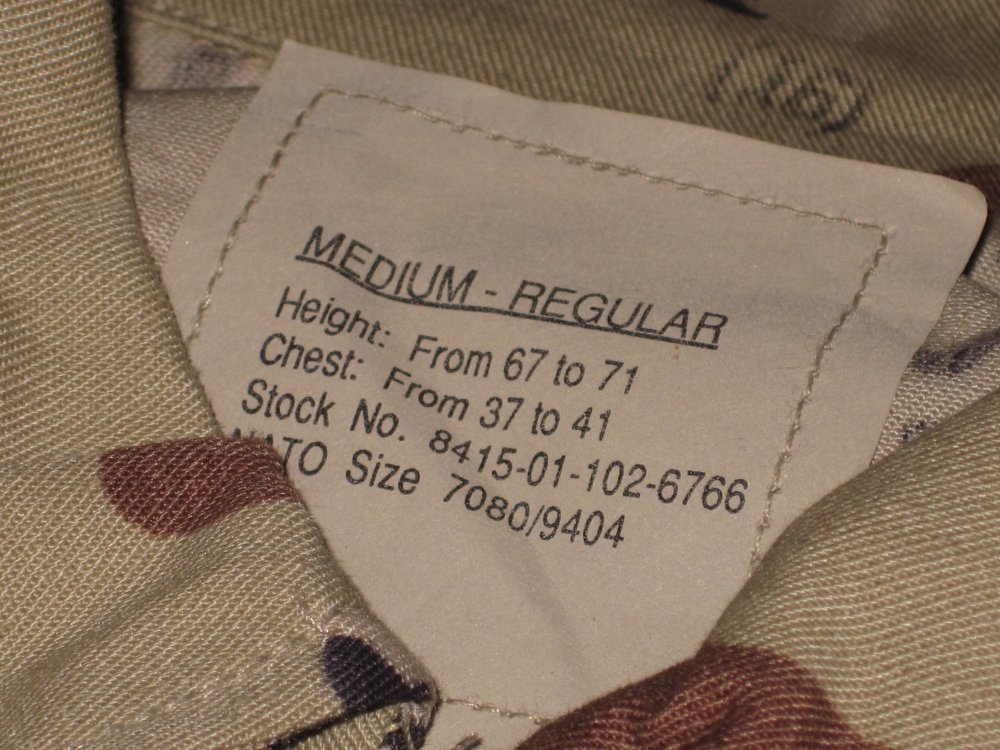 (16)
MEDIUM - REGULAR
Height: From 67 to 71
Chest: From 37 to 41
Stock No. 8415-01-102-6766
NATO Size 7080/9404